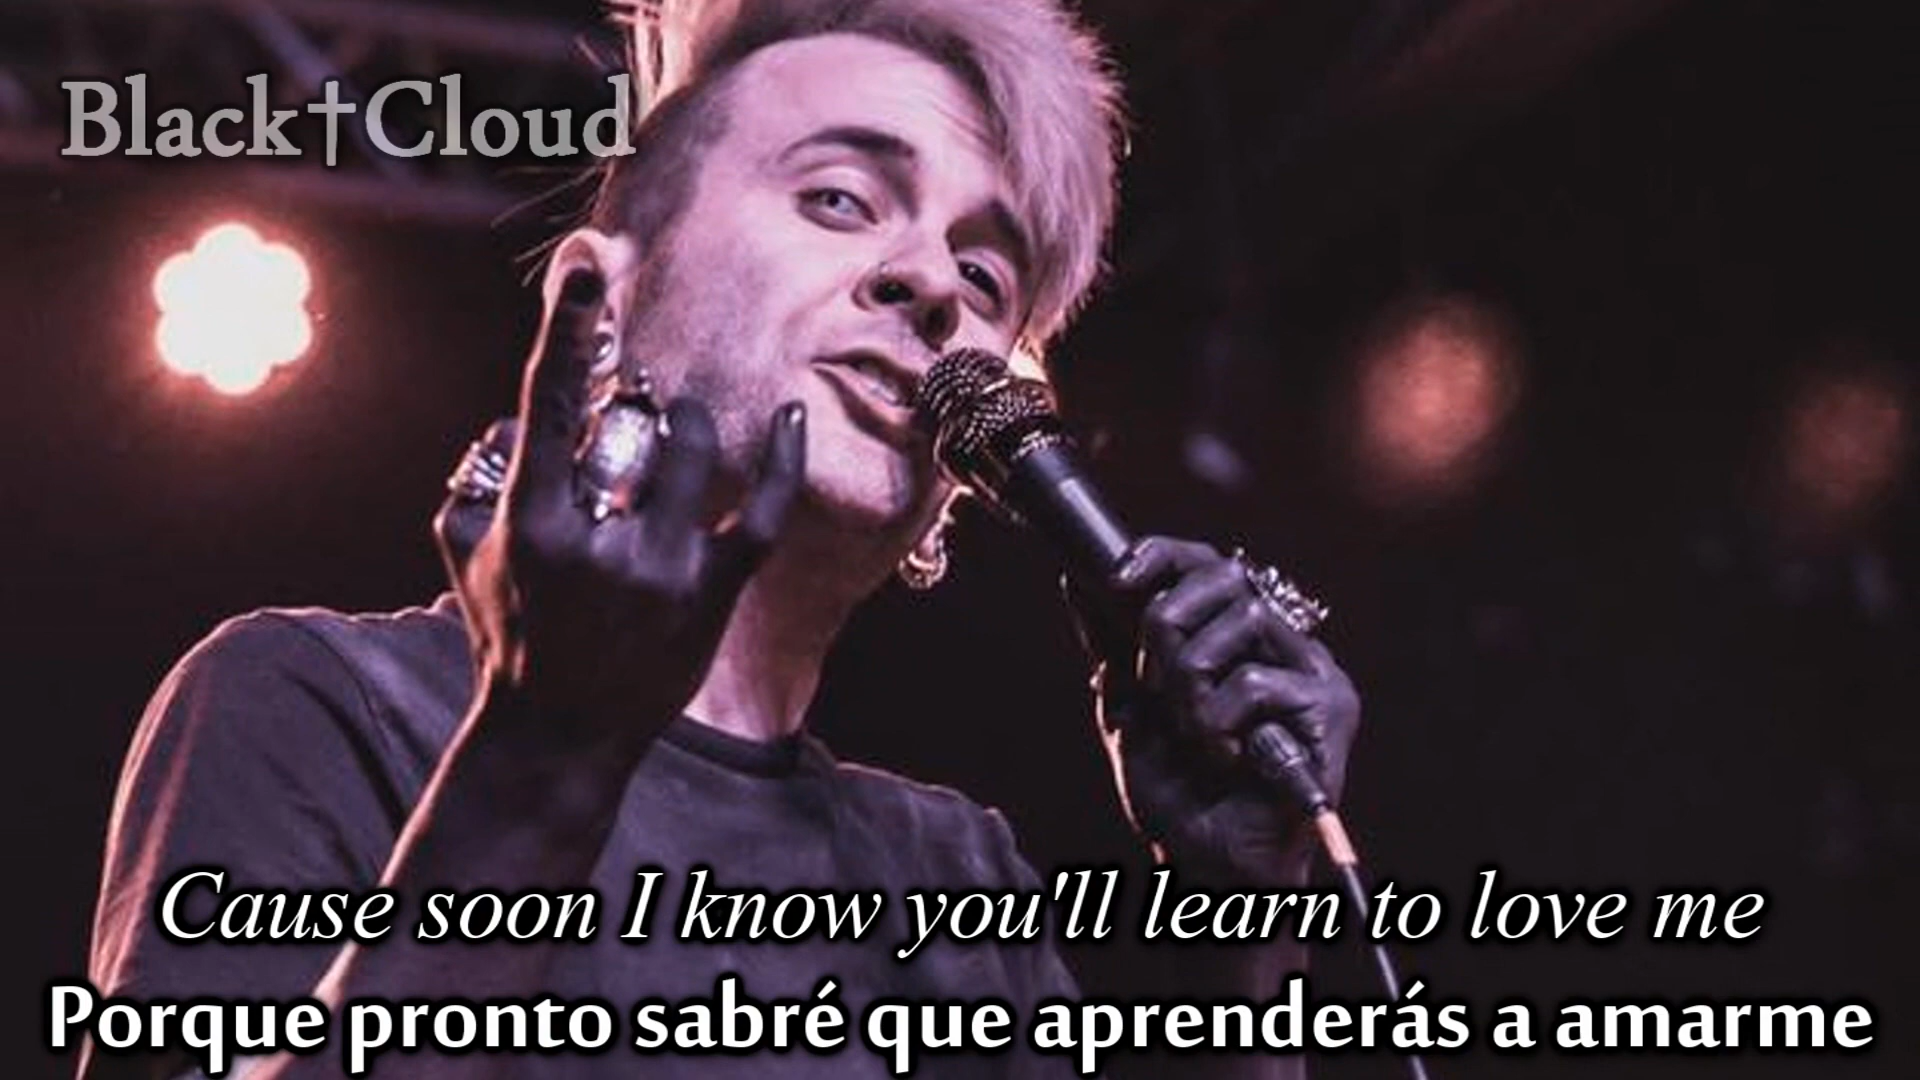 Black†Cloud
Cause soon I know you'll learn to love me
Porque pronto sabré que aprenderás a amarme